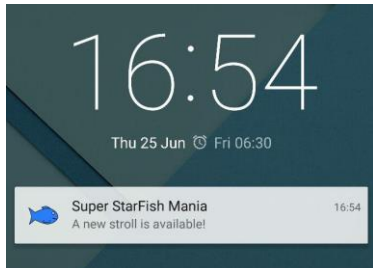 16:54
Thu 25 Jun Fri 06:30
Super StarFish Mania 16:54
A new stroll is available!